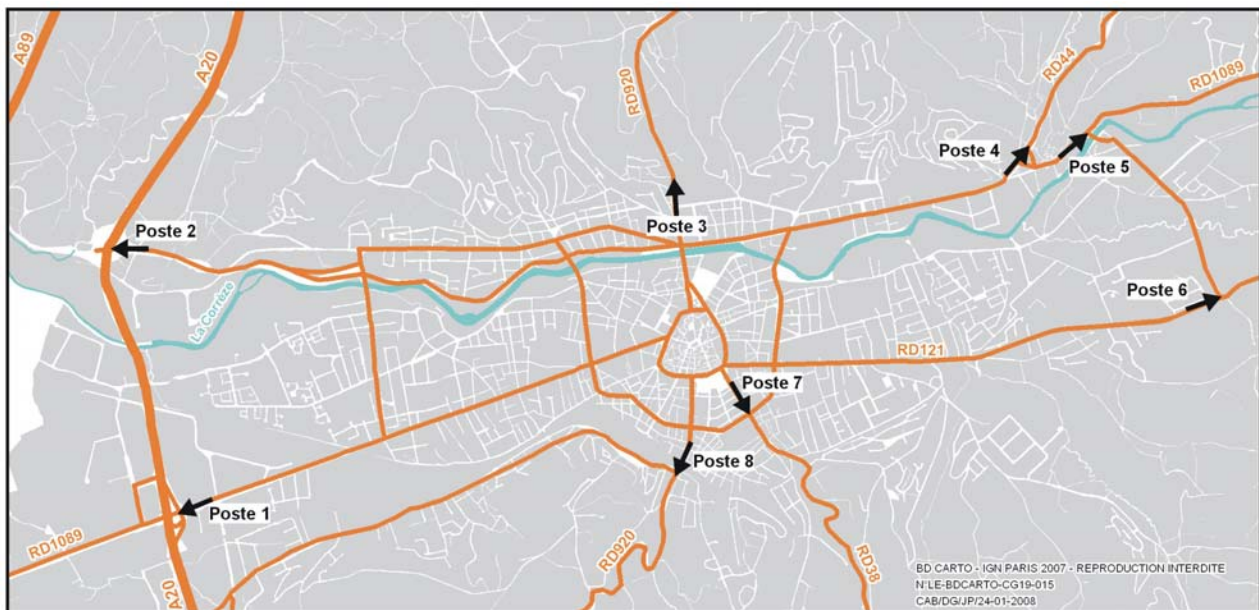 A89
A20
RD920
RD44
RD1089
Poste 4
Poste 5
Poste 2
Poste 3
La Corrèze
Poste 6
RD121
Poste 7
Poste 8
Poste 1
RD1089
A20
RD920
RD38
BD CARTO - IGN PARIS 2007 - REPRODUCTION INTERDITE
N°LE-BDCARTO-CG19-015
CAB/DG/JP/24-01-2008